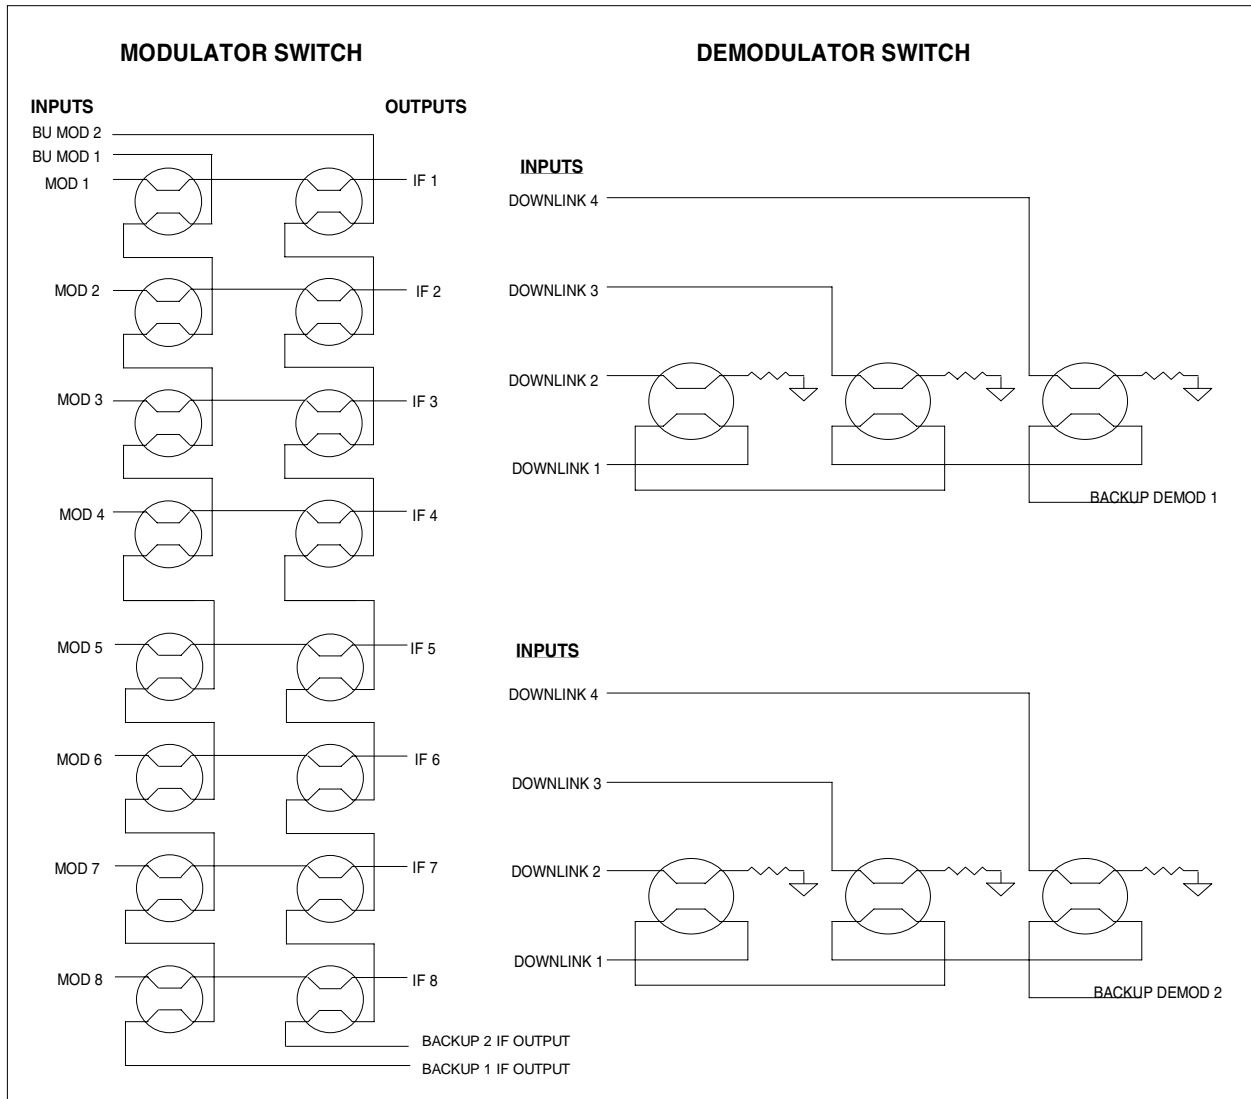 MODULATOR SWITCH
INPUTS
OUTPUTS
BU MOD 2
BU MOD 1
MOD 1
IF 1
MOD 2
IF 2
MOD 3
IF 3
MOD 4
IF 4
MOD 5
IF 5
MOD 6
IF 6
MOD 7
IF 7
MOD 8
IF 8
BACKUP 2 IF OUTPUT
BACKUP 1 IF OUTPUT
DEMODULATOR SWITCH
INPUTS
DOWNLINK 4
DOWNLINK 3
DOWNLINK 2
DOWNLINK 1
BACKUP DEMOD 1
INPUTS
DOWNLINK 4
DOWNLINK 3
DOWNLINK 2
DOWNLINK 1
BACKUP DEMOD 2